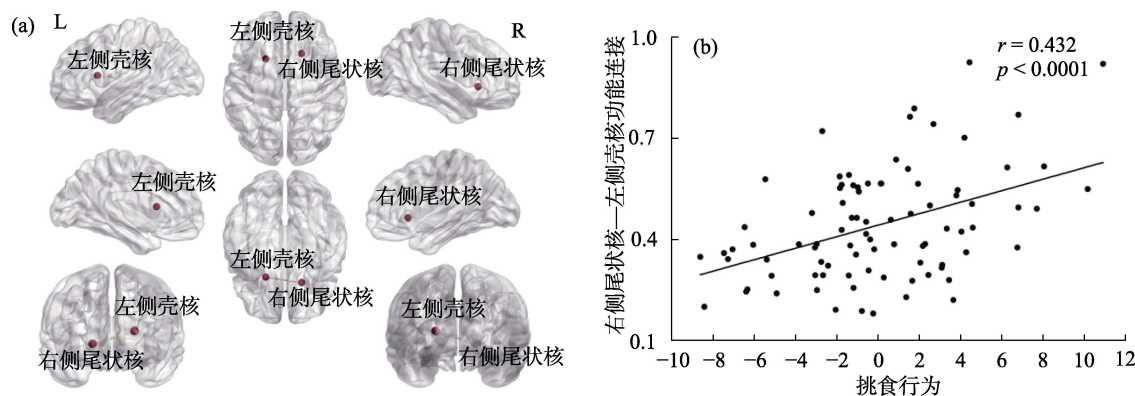 (a)
L
R
左侧壳核
左侧壳核
右侧尾状核
右侧尾状核
左侧壳核
右侧尾状核
左侧壳核
右侧尾状核
左侧壳核
右侧尾状核
左侧壳核
右侧尾状核
(b)
r = 0.432
p < 0.0001
右侧尾状核—左侧壳核功能连接
1.0
0.7
0.4
0.1
−10 −8 −6 −4 −2 0 2 4 6 8 10 12
挑食行为